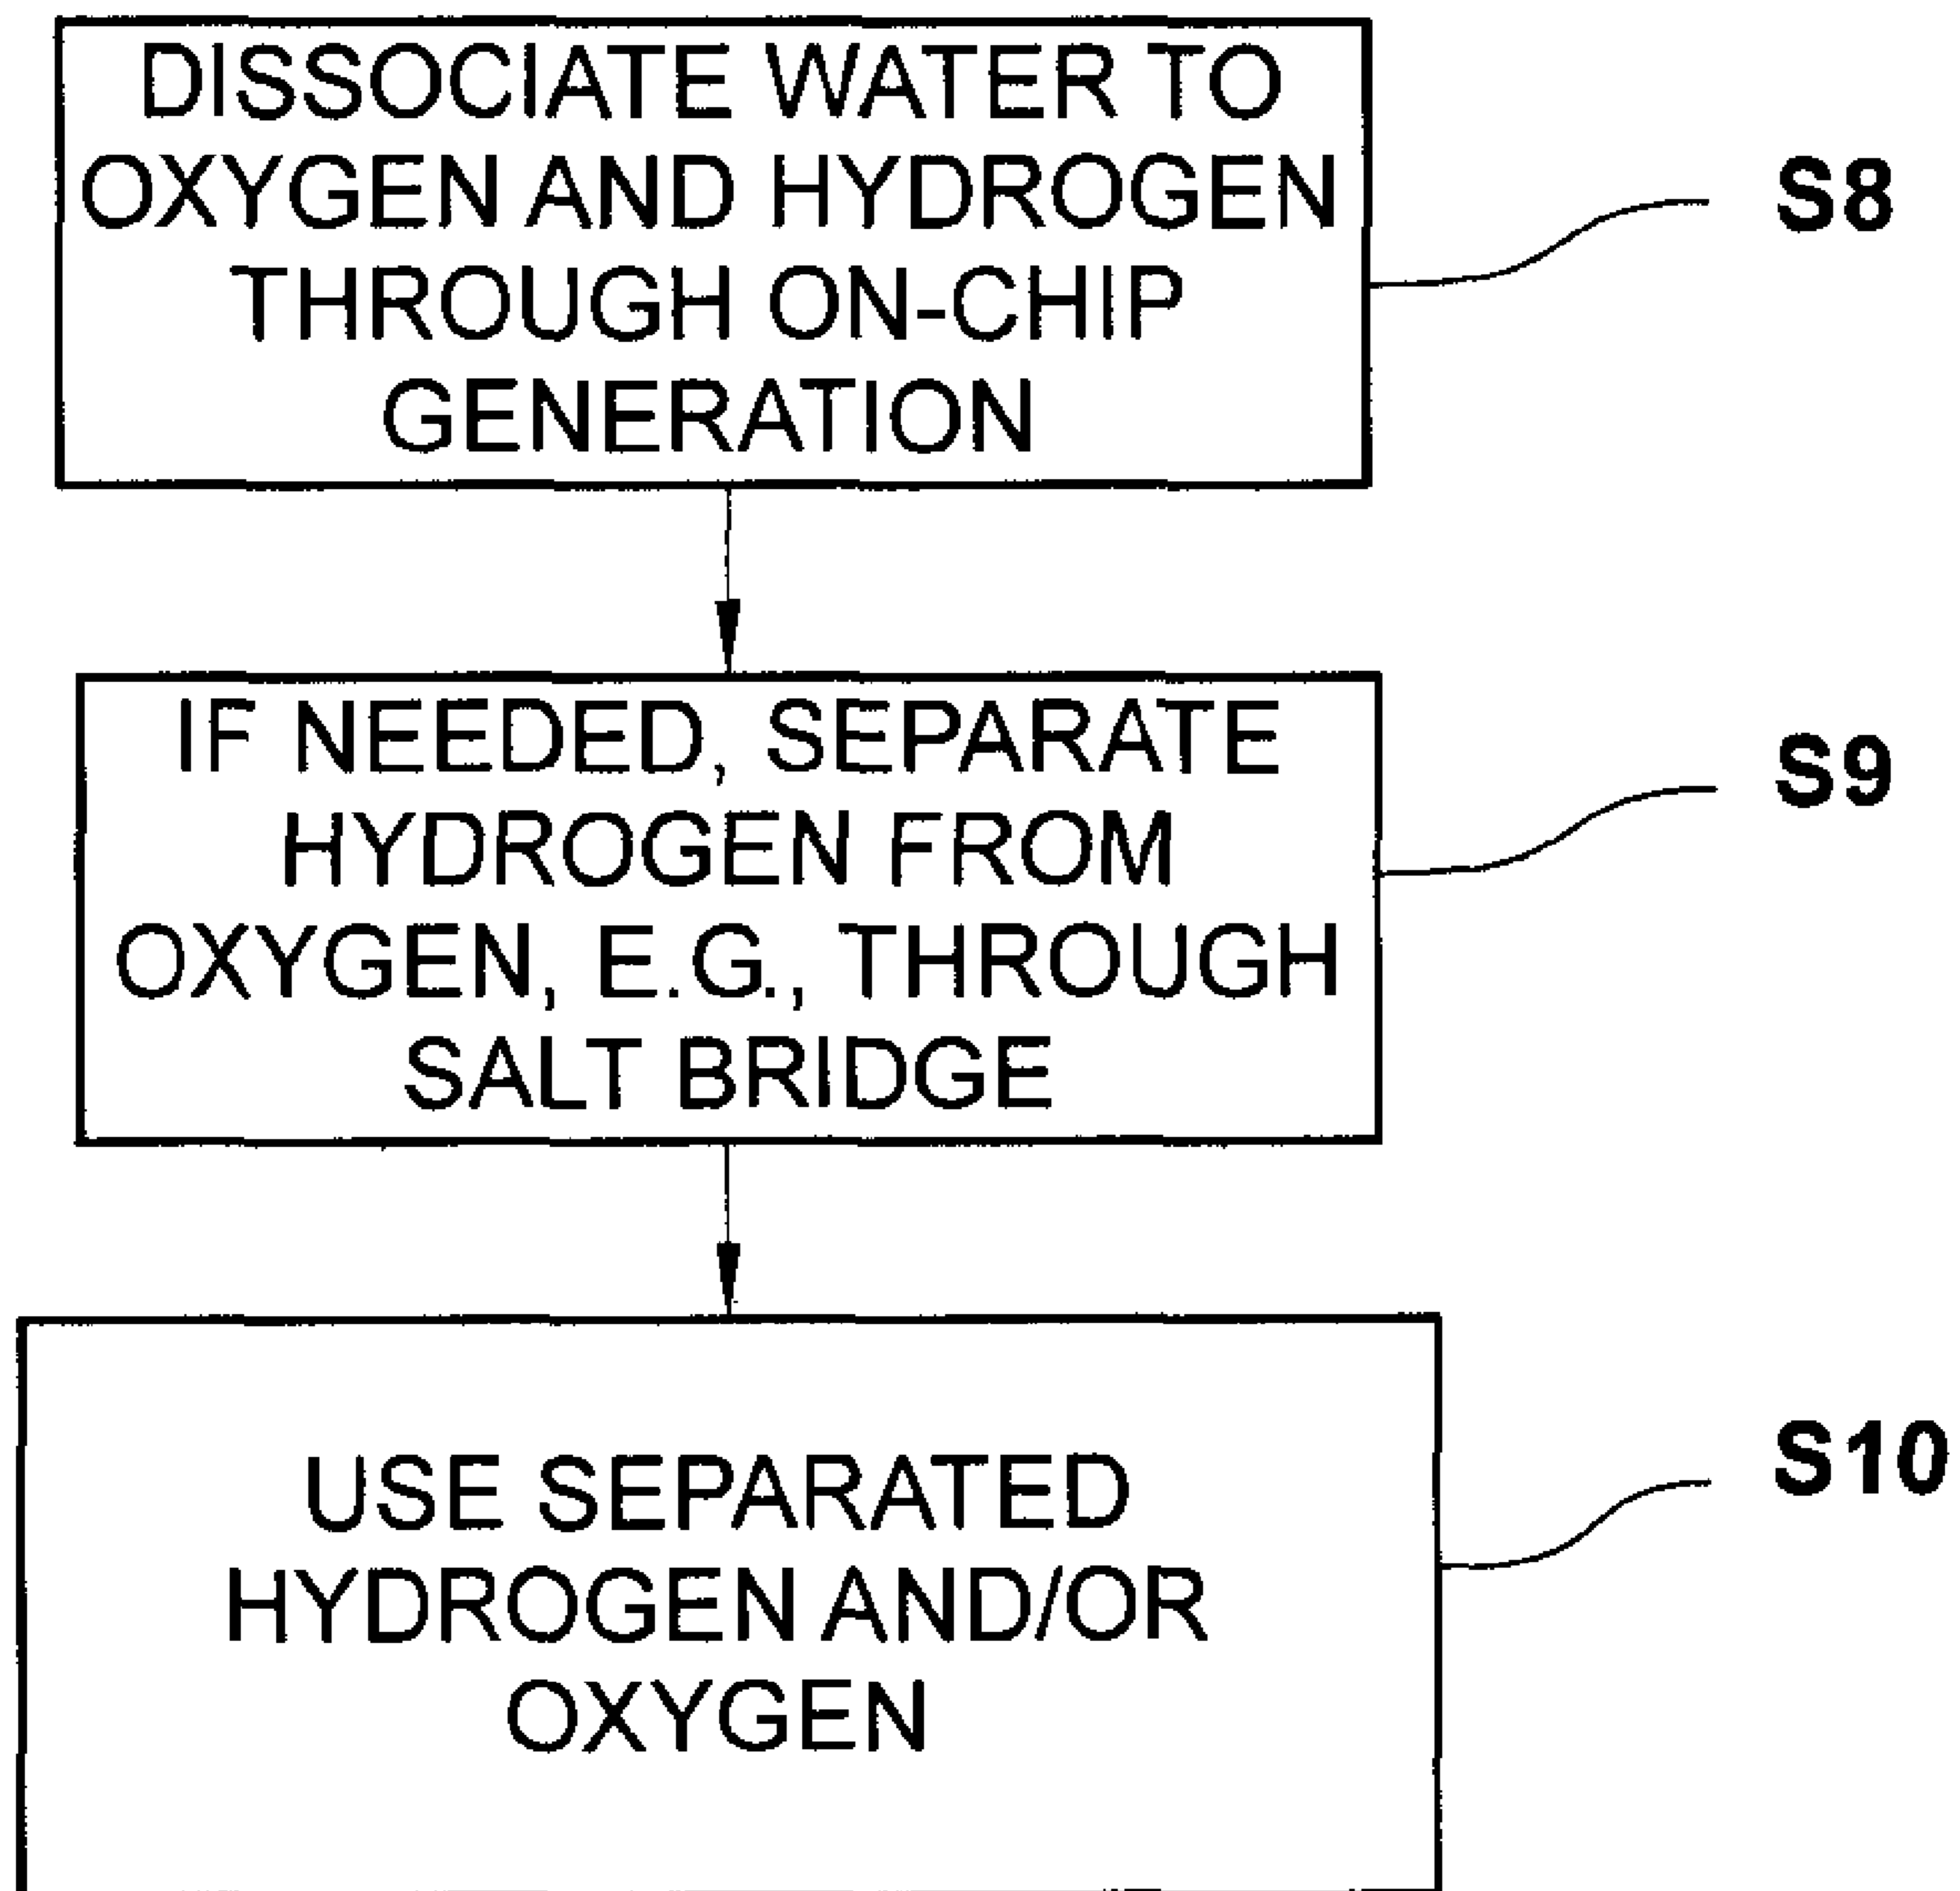 DISSOCIATE WATER TO
OXYGEN AND HYDROGEN
THROUGH ON-CHIP
GENERATION
S8
IF NEEDED, SEPARATE
HYDROGEN FROM
OXYGEN, E.G., THROUGH
SALT BRIDGE
S9
USE SEPARATED
HYDROGEN AND/OR
OXYGEN
S10